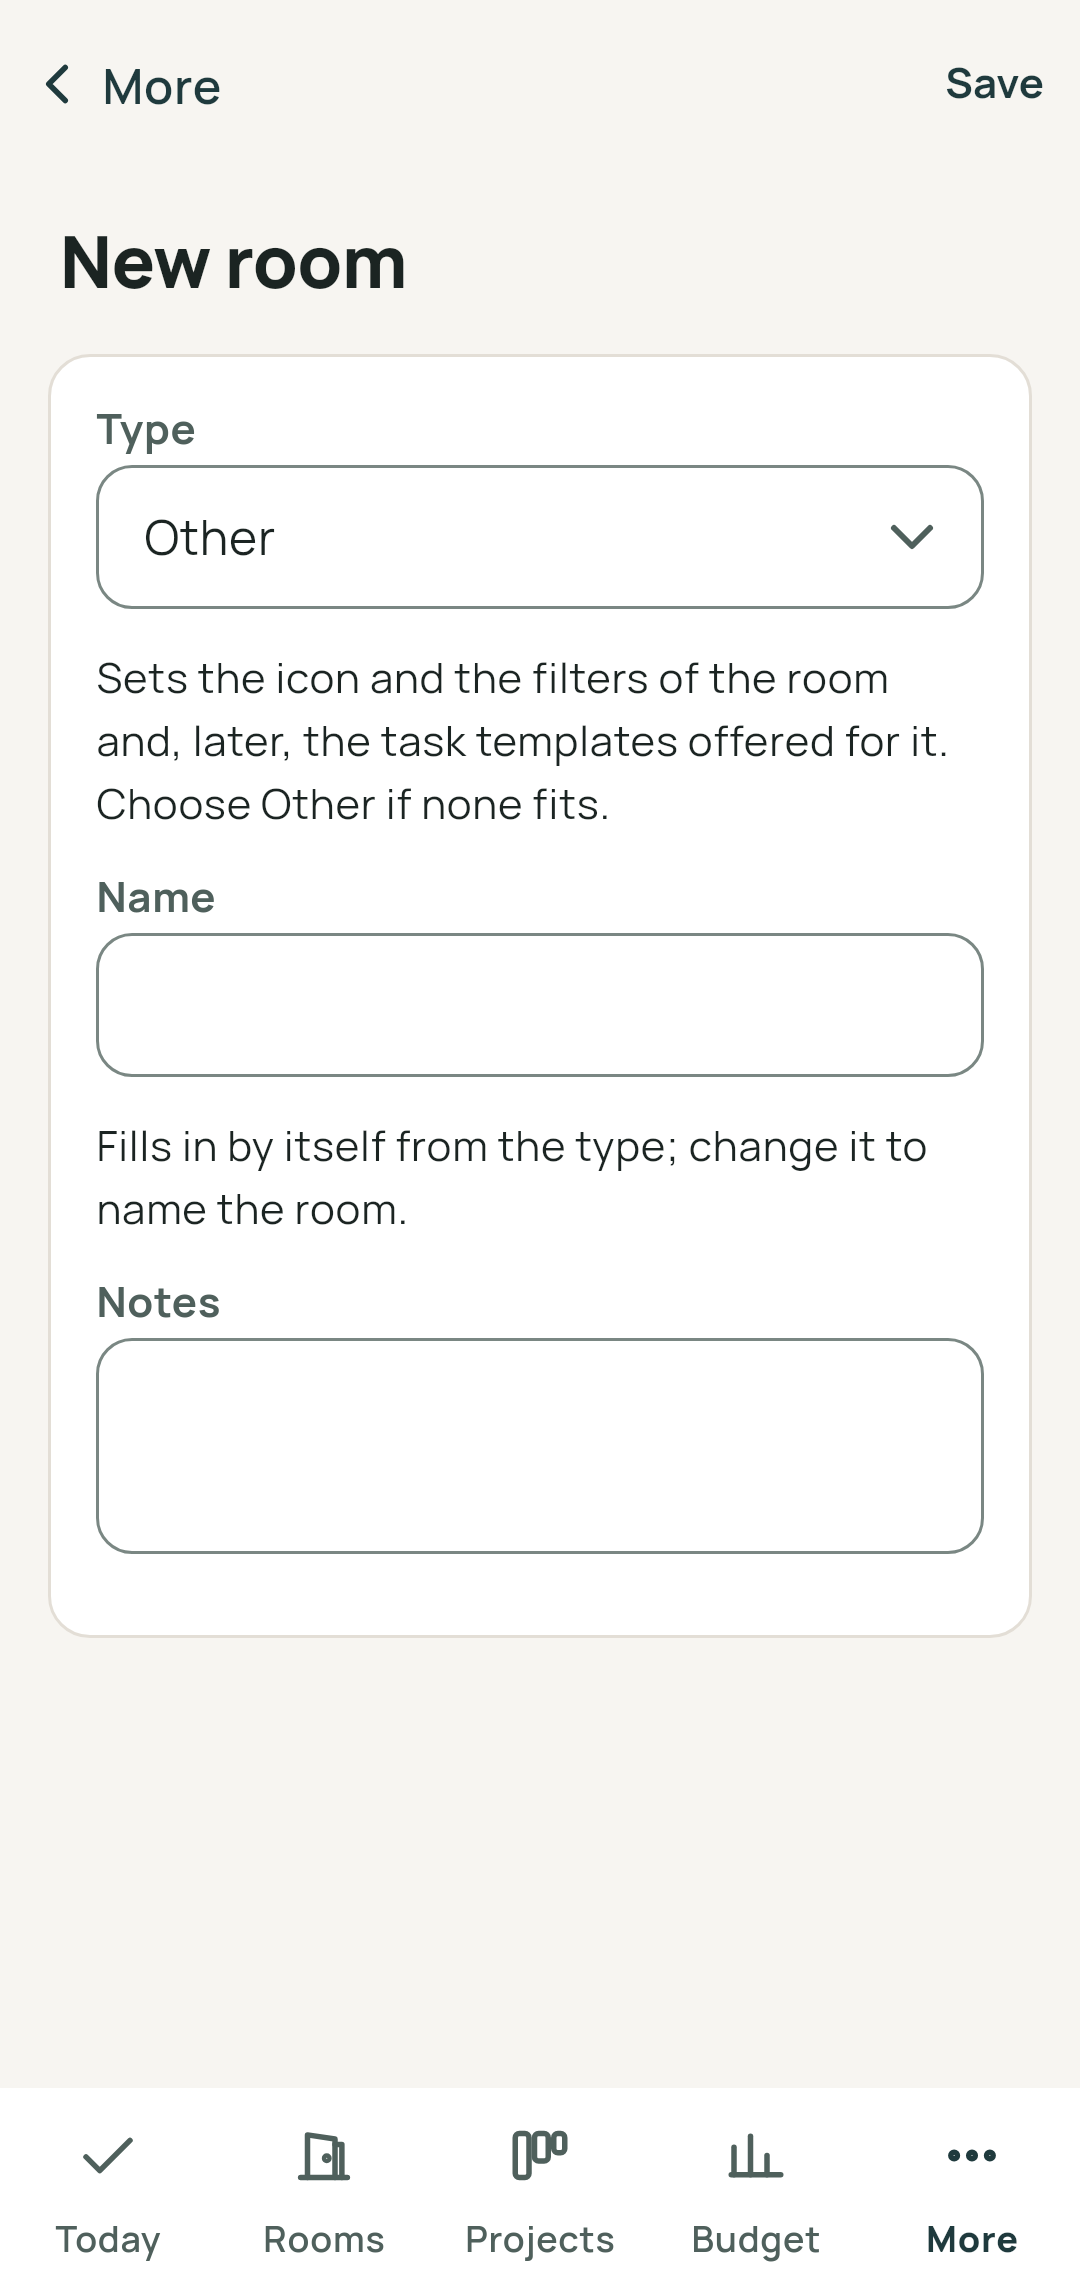 More
Save
New room
Type
Other
Sets the icon and the filters of the room
and, later, the task templates offered for it.
Choose Other if none fits.
Name
Fills in by itself from the type; change it to
name the room.
Notes
Today
Rooms
Projects
Budget
More